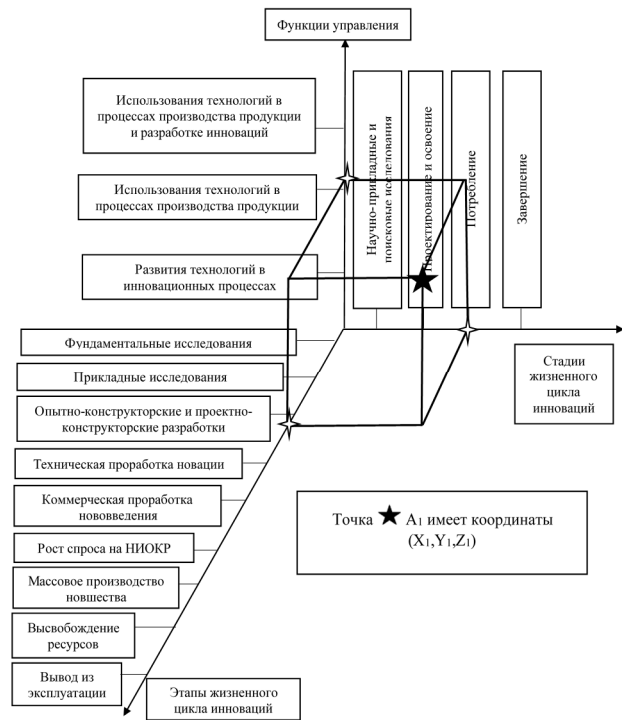 Функции управления
Использования технологий в
процессах производства продукции
и разработке инноваций
Использования технологий в
процессах производства продукции
Развития технологий в
инновационных процессах
Научно-прикладные и
поисковые исследования
Проектирование и освоение
Потребление
Завершение
Фундаментальные исследования
Прикладные исследования
Опытно-конструкторские и проектно-
конструкторские разработки
Техническая проработка новации
Коммерческая проработка
нововведения
Рост спроса на НИОКР
Массовое производство
новшества
Высвобождение
ресурсов
Вывод из
эксплуатации
Стадии
жизненного
цикла
инноваций
Точка ★ A₁ имеет координаты
(X₁,Y₁,Z₁)
Этапы жизненного
цикла инноваций